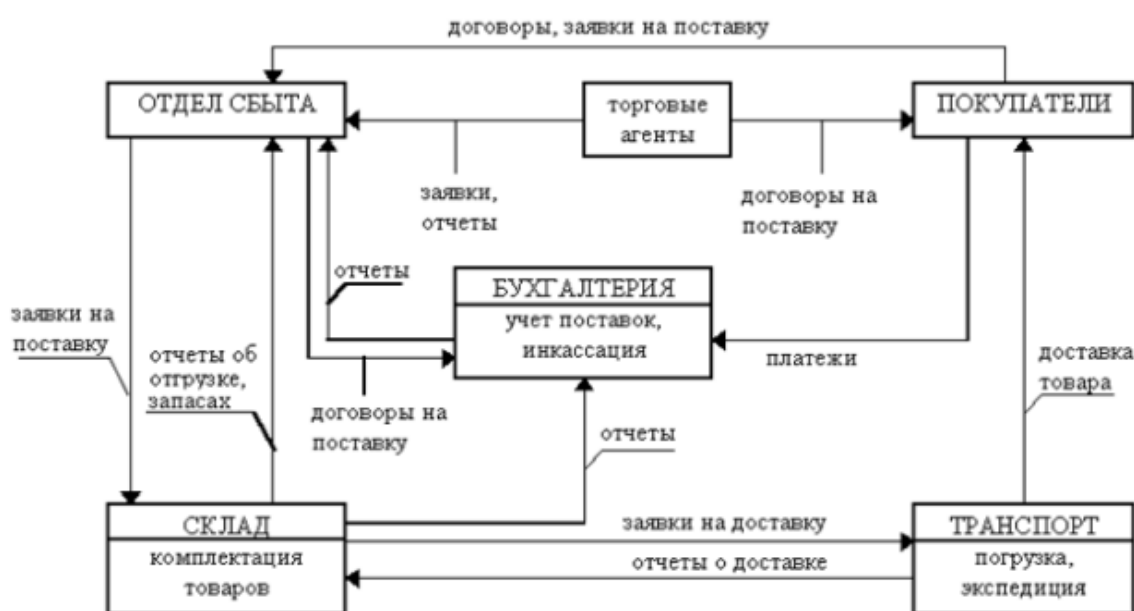 договоры, заявки на поставку
ОТДЕЛ СБЫТА
торговые
агенты
ПОКУПАТЕЛИ
заявки,
отчеты
договоры на
поставку
отчеты
БУХГАЛТЕРИЯ
учет поставок,
инкассация
заявки на
поставку
отчеты об
отгрузке,
запасах
платежи
доставка
товара
договоры на
поставку
отчеты
СКЛАД
комплектация
товаров
заявки на доставку
отчеты о доставке
ТРАНСПОРТ
погрузка,
экспедиция